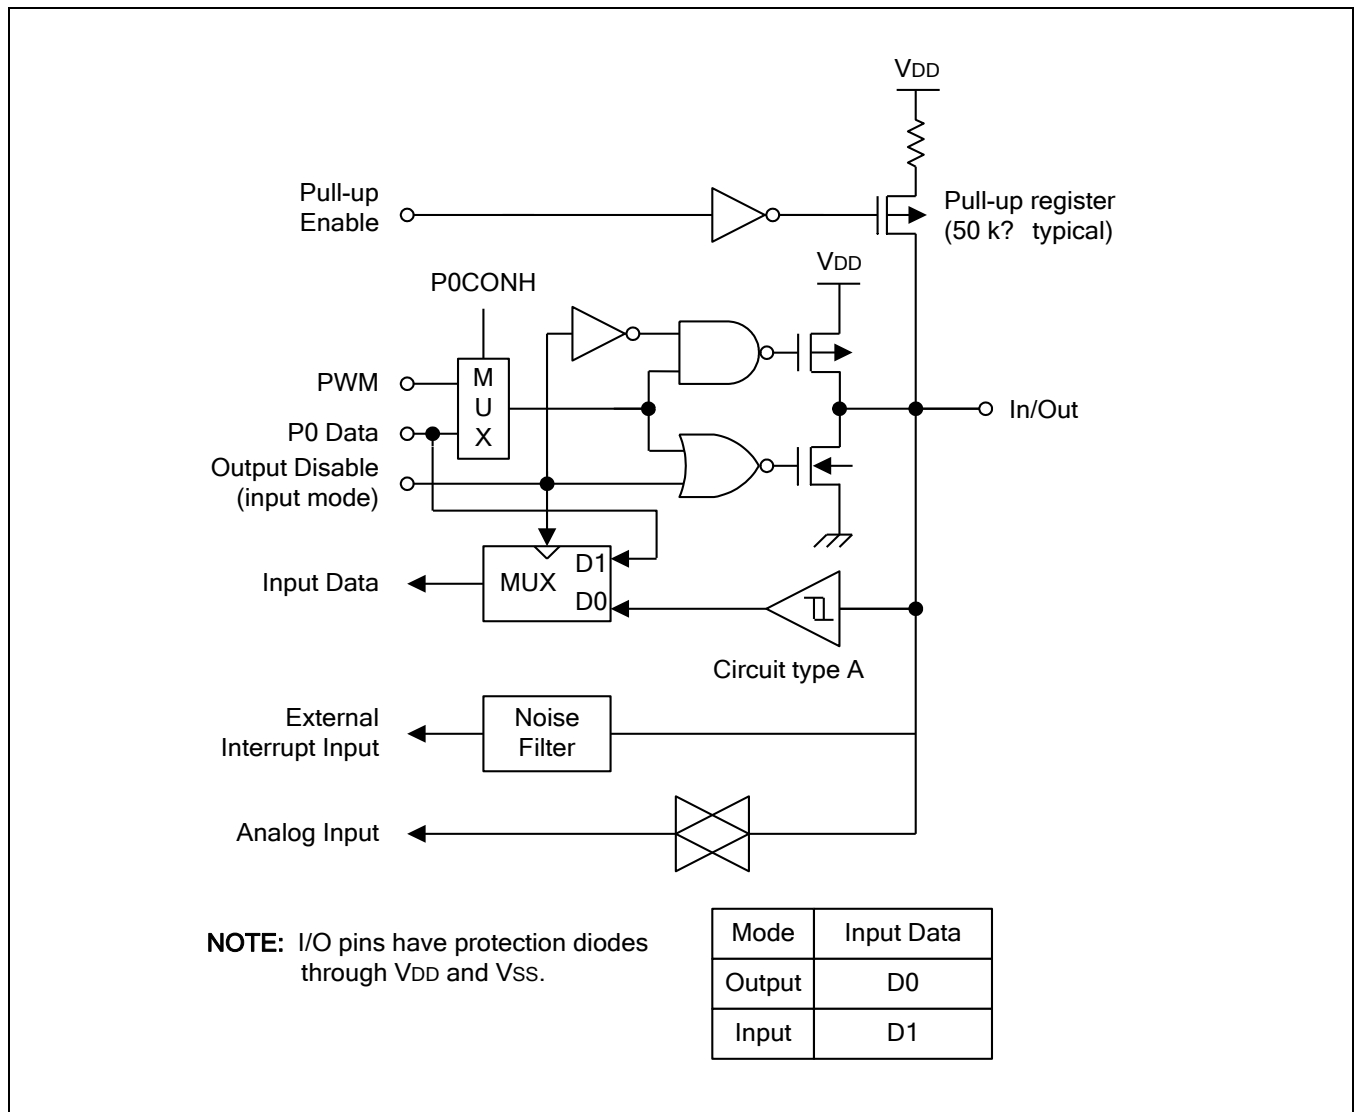 VDD
Pull-up
Enable
Pull-up register
(50 k? typical)
VDD
P0CONH
PWM
M
U
X
In/Out
P0 Data
Output Disable
(input mode)
D1
Input Data
MUX
D0
Circuit type A
External
Interrupt Input
Noise
Filter
Analog Input
NOTE: I/O pins have protection diodes
through VDD and VSS.
Mode Input Data
Output D0
Input D1